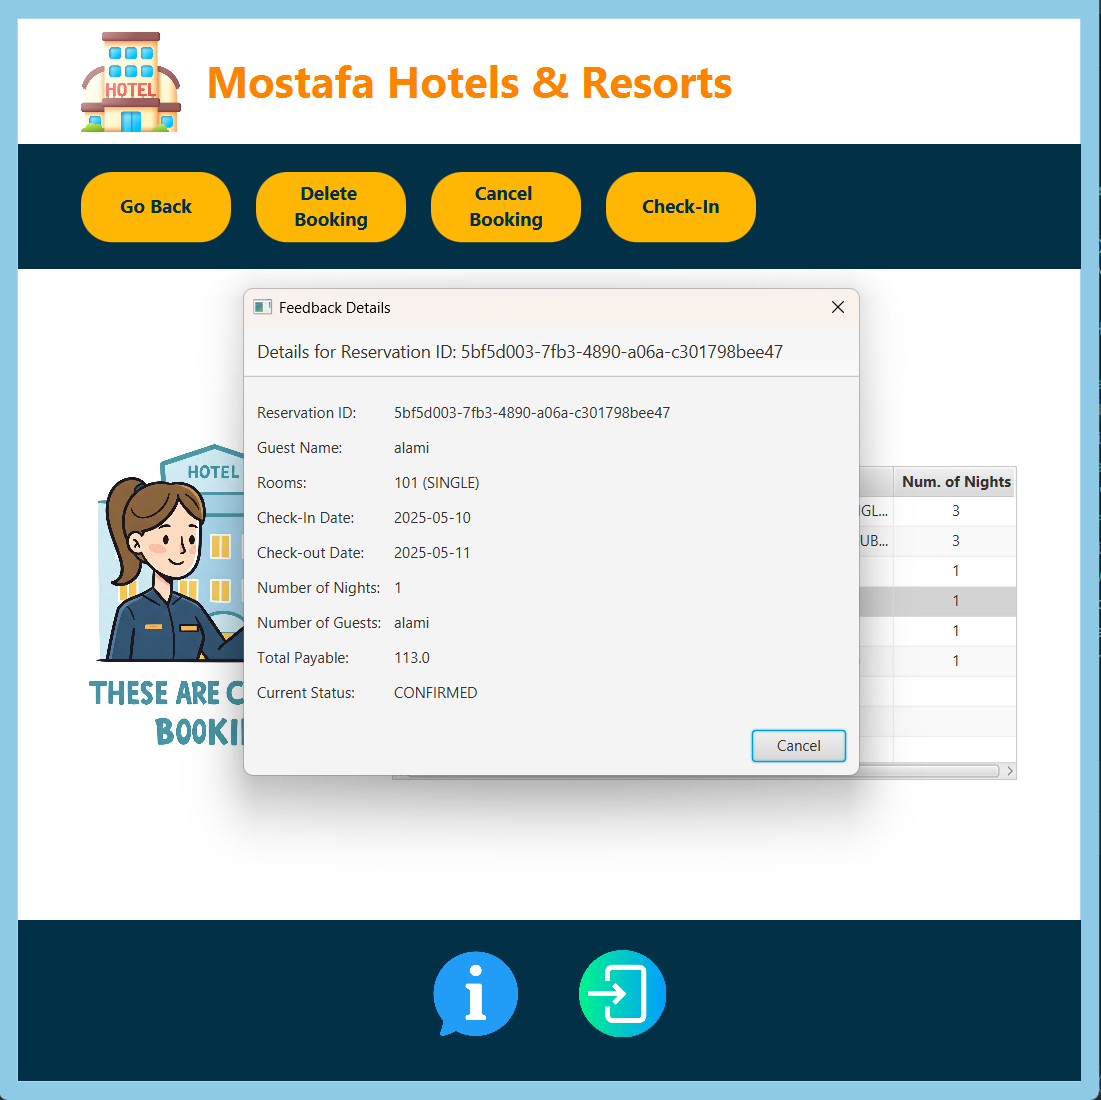 HOTEL
Mostafa Hotels & Resorts
Go Back
Delete
Booking
Cancel
Booking
Check-In
Feedback Details
Details for Reservation ID: 5bf5d003-7fb3-4890-a06a-c301798bee47
Reservation ID: 5bf5d003-7fb3-4890-a06a-c301798bee47
Guest Name: alami
Rooms: 101 (SINGLE)
Check-In Date: 2025-05-10
Check-out Date: 2025-05-11
Number of Nights: 1
Number of Guests: alami
Total Payable: 113.0
Current Status: CONFIRMED
Cancel
HOTEL
THESE ARE
Num. of Nights
GL... 3
UB... 3
1
1
1
1